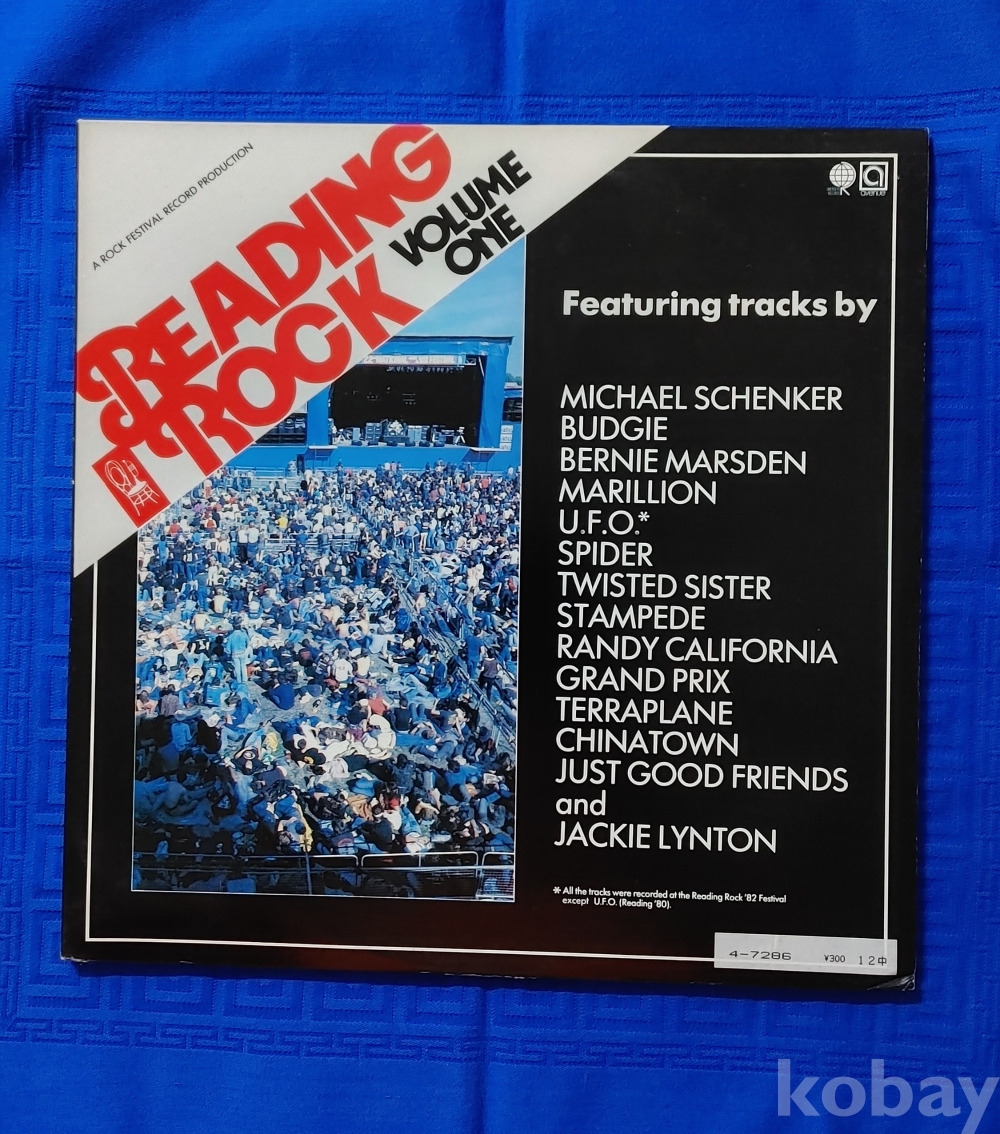 A ROCK FESTIVAL RECORD PRODUCTION
READING
ROCK
VOLUME
ONE
avenue
Featuring tracks by
MICHAEL SCHENKER
BUDGIE
BERNIE MARSDEN
MARILLION
U.F.O.*
SPIDER
TWISTED SISTER
STAMPEDE
RANDY CALIFORNIA
GRAND PRIX
TERRAPLANE
CHINATOWN
JUST GOOD FRIENDS
and
JACKIE LYNTON
* All the tracks were recorded at the Reading Rock '82 Festival
except U.F.O. (Reading '80).
4-7286 ¥300 12中
kobay